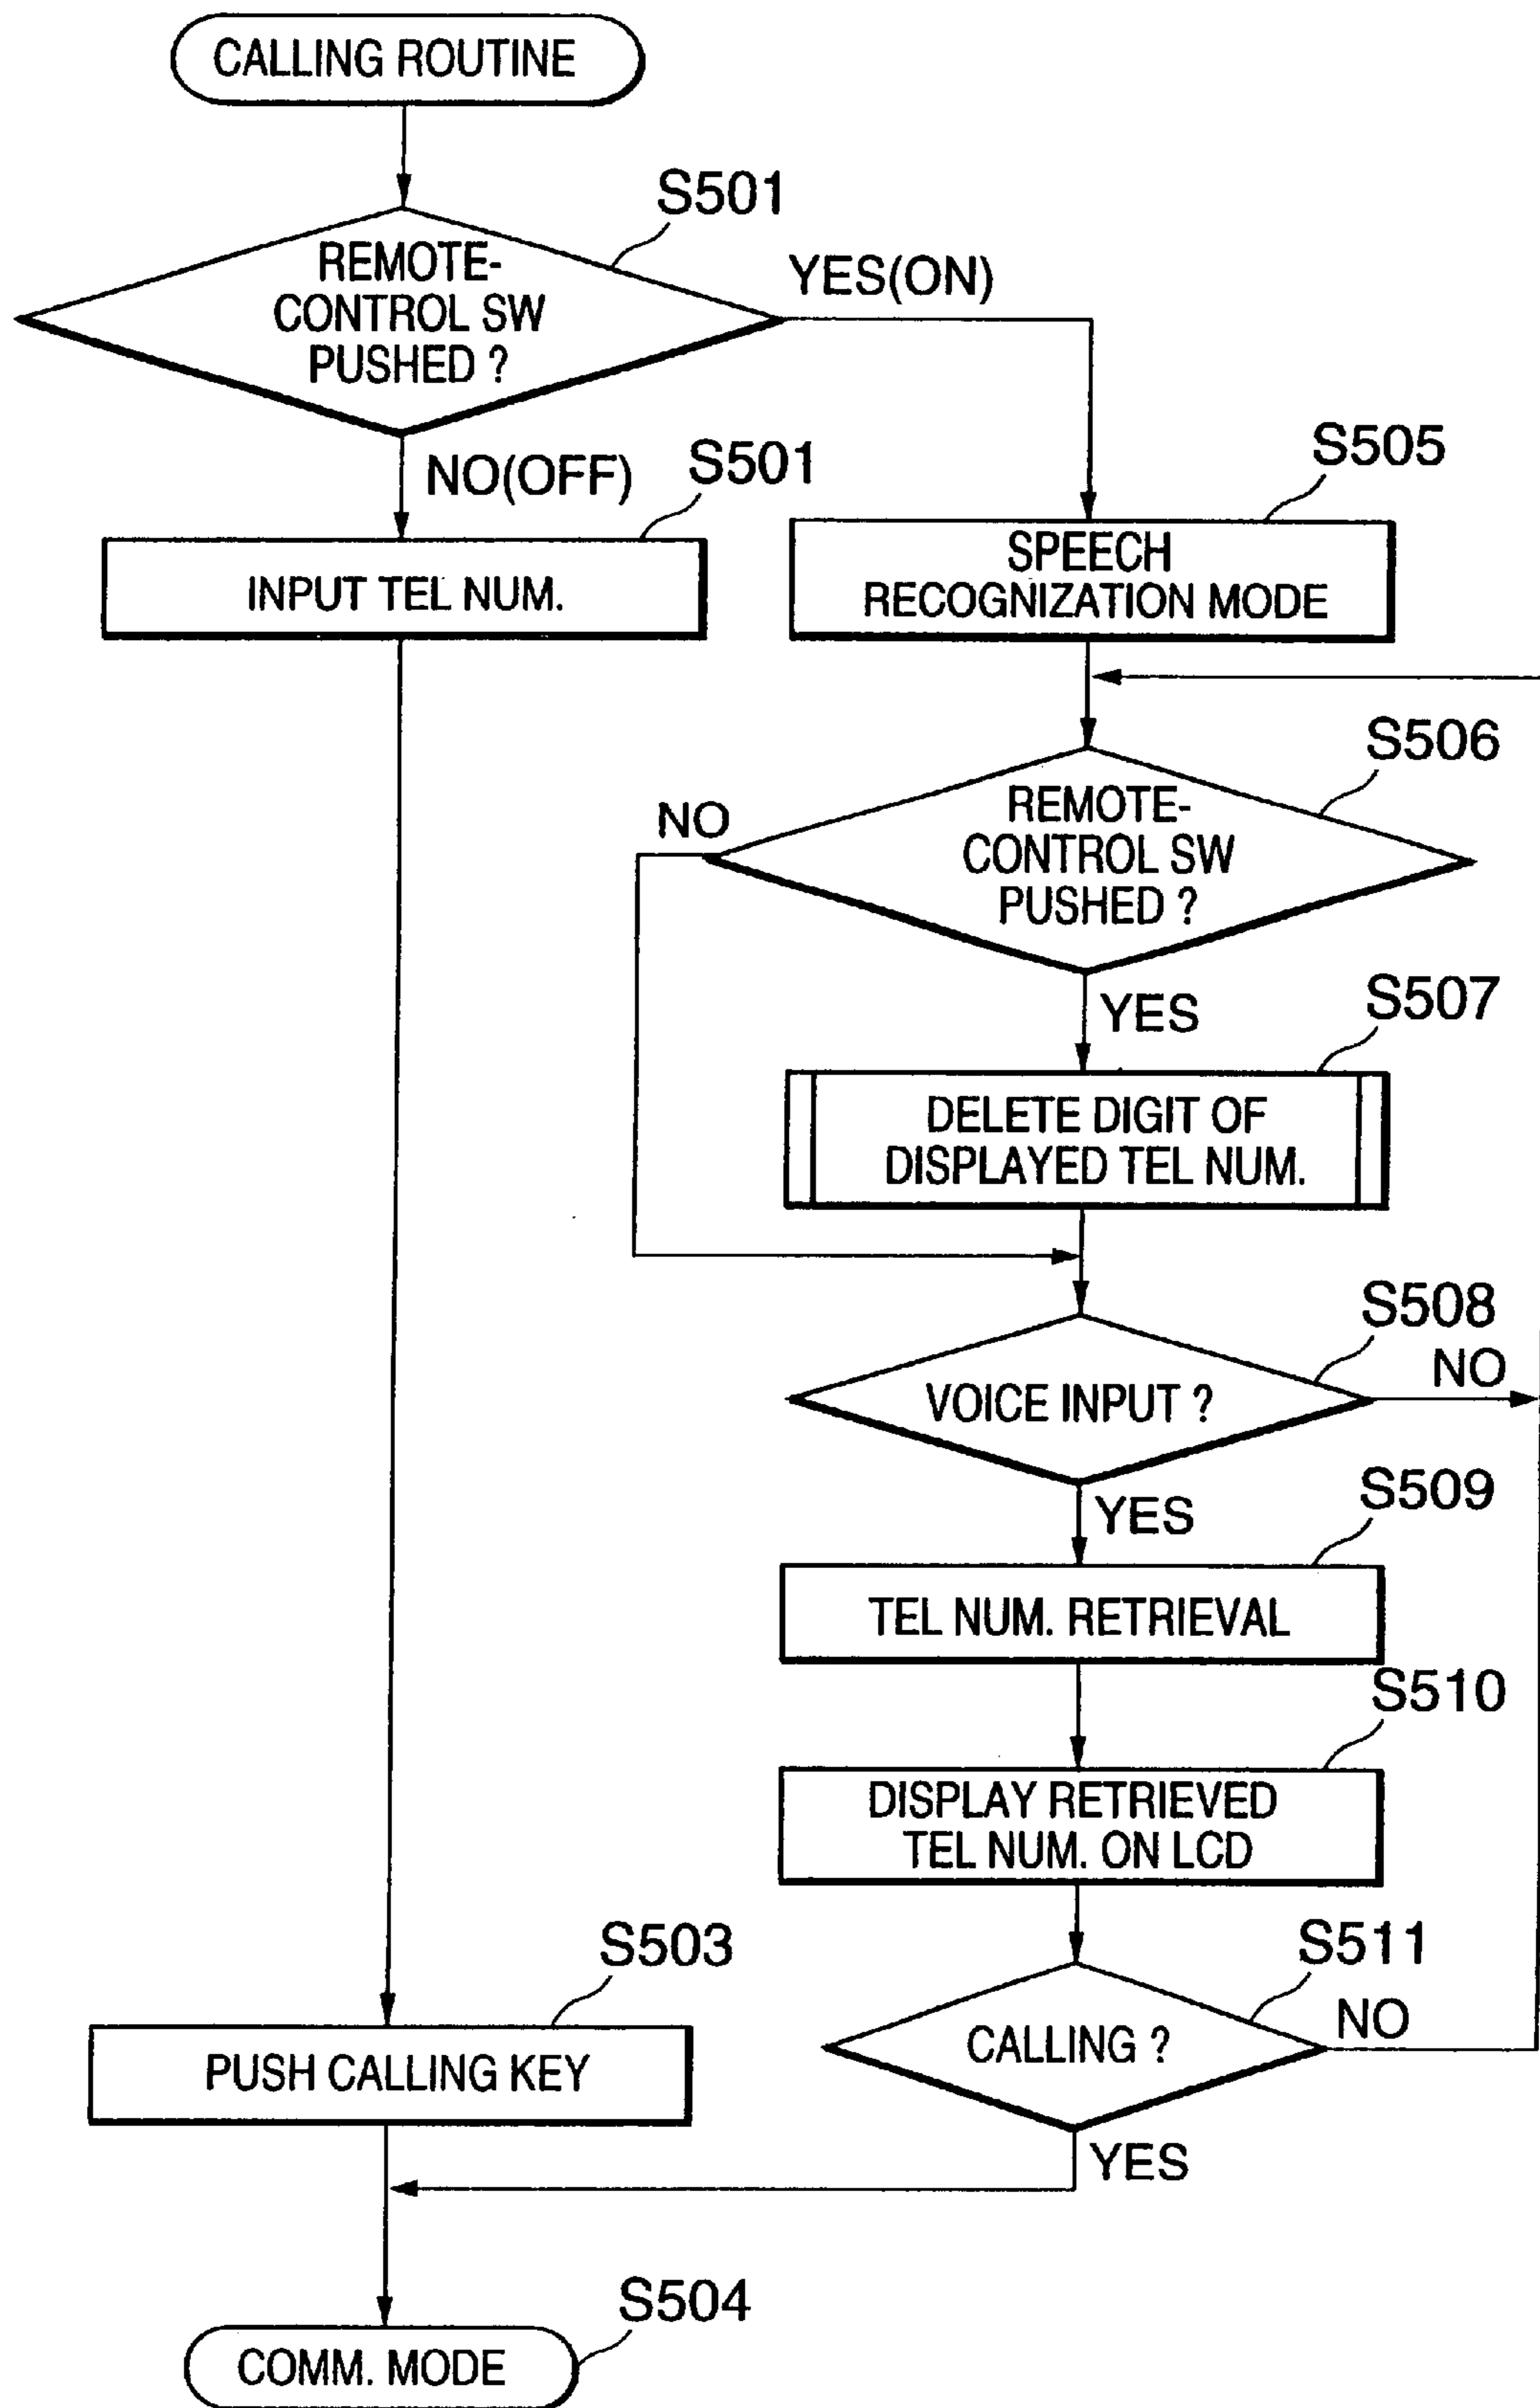 CALLING ROUTINE
S501
REMOTE-
CONTROL SW
PUSHED ?
YES(ON)
NO(OFF)
S501
INPUT TEL NUM.
S505
SPEECH
RECOGNIZATION MODE
S506
REMOTE-
CONTROL SW
PUSHED ?
NO
YES
S507
DELETE DIGIT OF
DISPLAYED TEL NUM.
S508
VOICE INPUT ?
NO
YES
S509
TEL NUM. RETRIEVAL
S510
DISPLAY RETRIEVED
TEL NUM. ON LCD
S511
CALLING ?
NO
YES
S503
PUSH CALLING KEY
S504
COMM. MODE